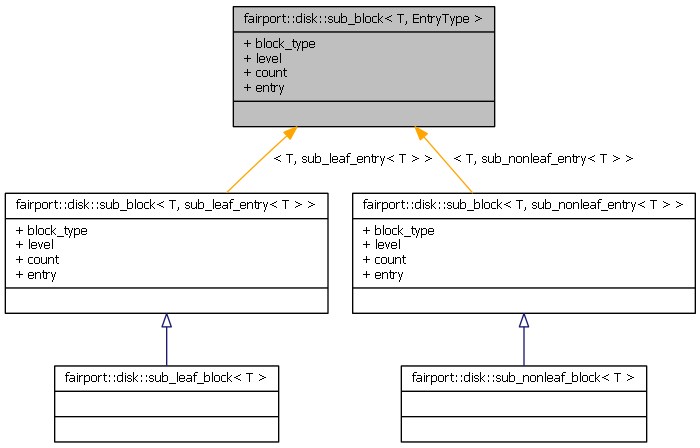 fairport::disk::sub_block< T, EntryType >
+ block_type
+ level
+ count
+ entry
< T, sub_leaf_entry< T > >
< T, sub_nonleaf_entry< T > >
fairport::disk::sub_block< T, sub_leaf_entry< T > >
+ block_type
+ level
+ count
+ entry
fairport::disk::sub_block< T, sub_nonleaf_entry< T > >
+ block_type
+ level
+ count
+ entry
fairport::disk::sub_leaf_block< T >
fairport::disk::sub_nonleaf_block< T >